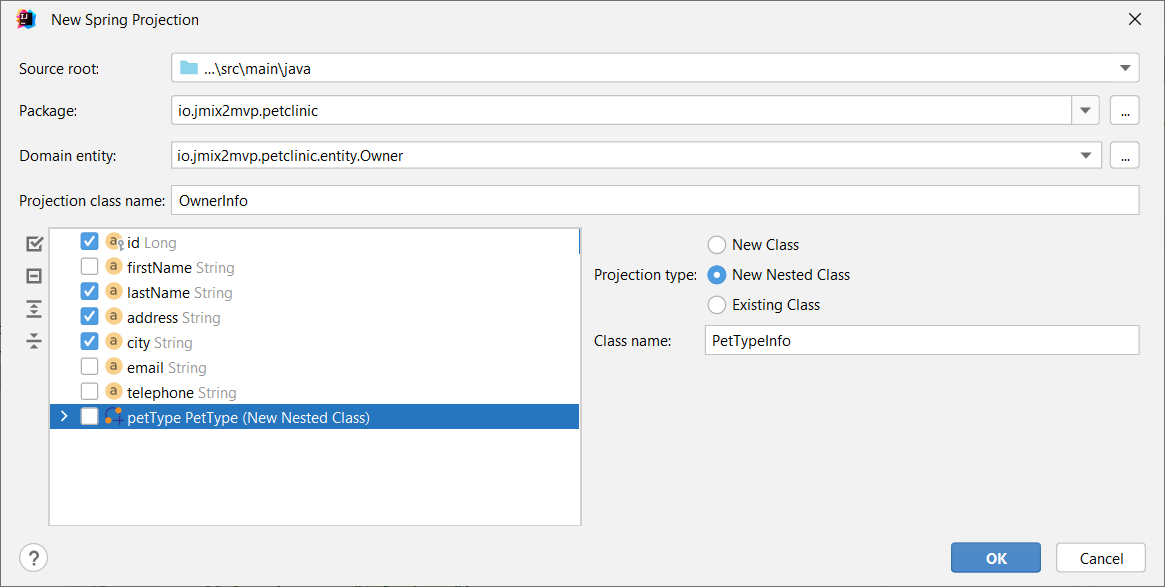 New Spring Projection
Source root: ...\src\main\java
Package: io.jmix2mvp.petclinic ...
Domain entity: io.jmix2mvp.petclinic.entity.Owner ...
Projection class name: OwnerInfo
id Long
firstName String
lastName String
address String
city String
email String
telephone String
petType PetType (New Nested Class)
New Class
Projection type: New Nested Class
Existing Class
Class name: PetTypeInfo
? OK Cancel